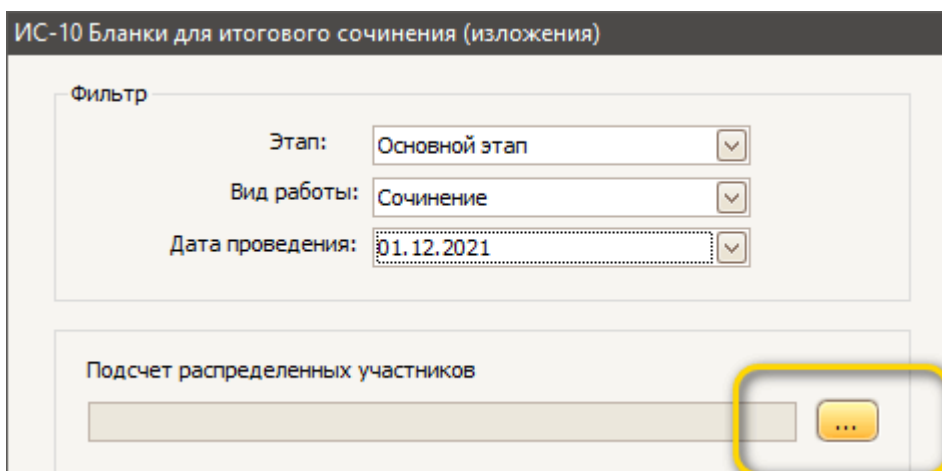 ИС-10 Бланки для итогового сочинения (изложения)
Фильтр
Этап: Основной этап
Вид работы: Сочинение
Дата проведения: 01.12.2021
Подсчет распределенных участников
...